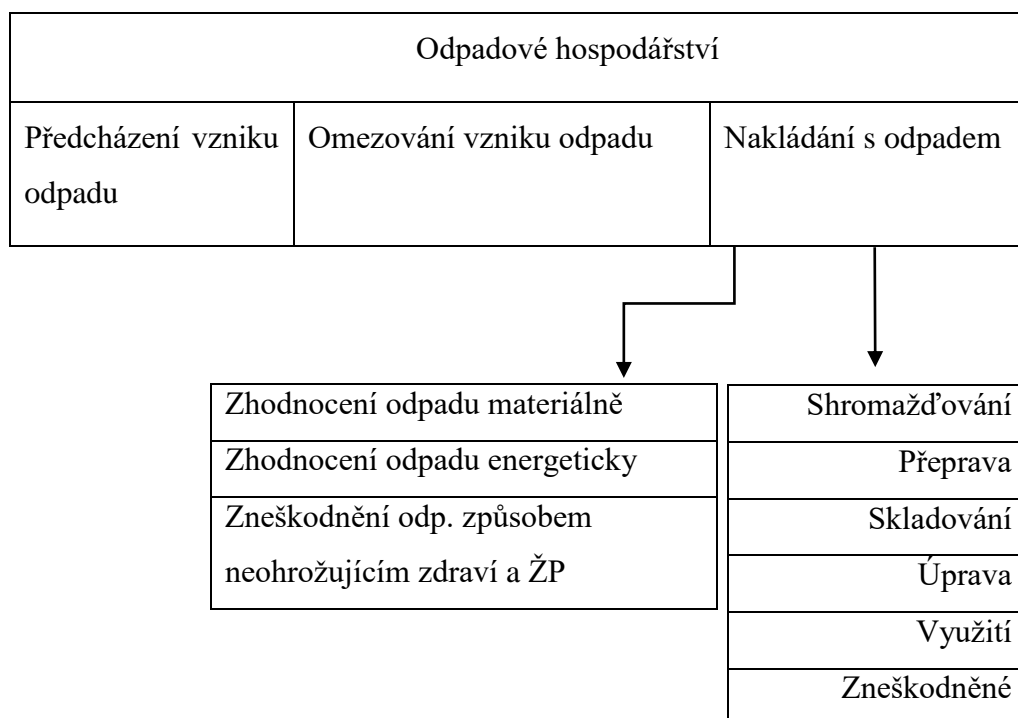 Odpadové hospodářství
Předcházení vzniku
odpadu
Omezování vzniku odpadu
Nakládání s odpadem
Zhodnocení odpadu materiálně
Zhodnocení odpadu energeticky
Zneškodnění odp. způsobem
neohrožujícím zdraví a ŽP
Shromažďování
Přeprava
Skladování
Úprava
Využití
Zneškodněné